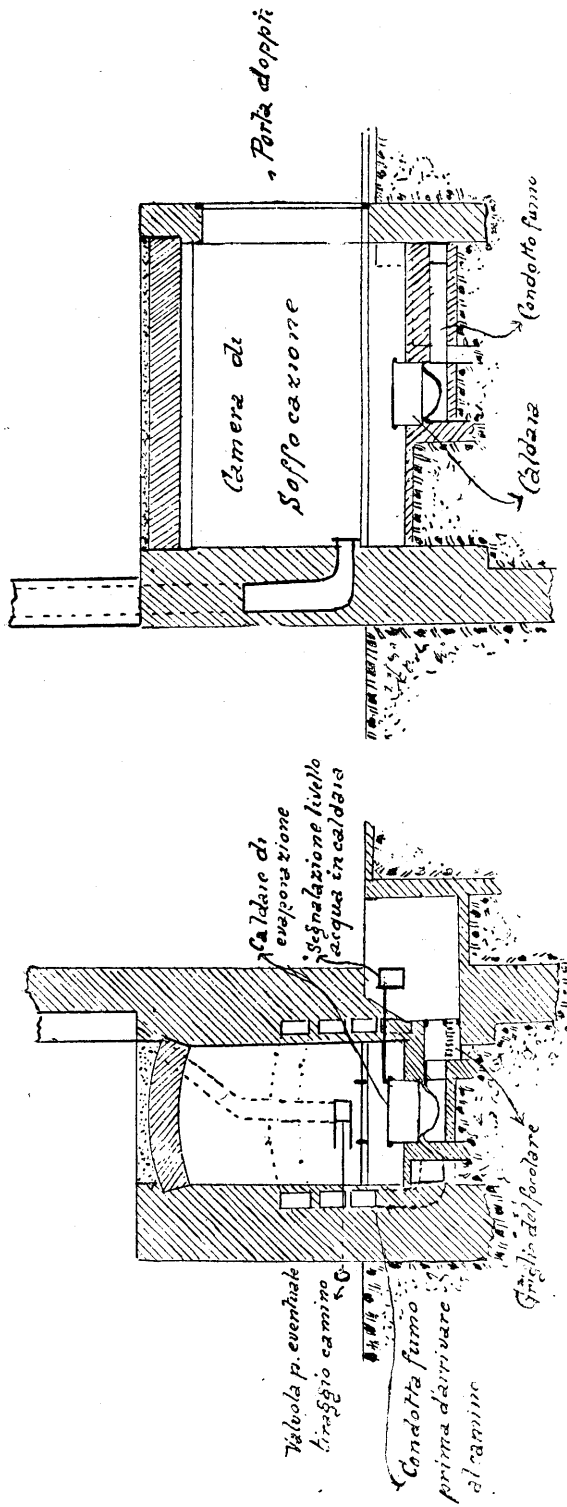 Porta doppia
Camera di
Soffocazione
Condotto fumo
Caldaia
Caldaie di
evaporazione
Segnalazione livello
acqua in caldaia
Valvola p. eventuale
tiraggio camino
Condotta fumo
prima d'arrivare
al camino
Griglia del focolare